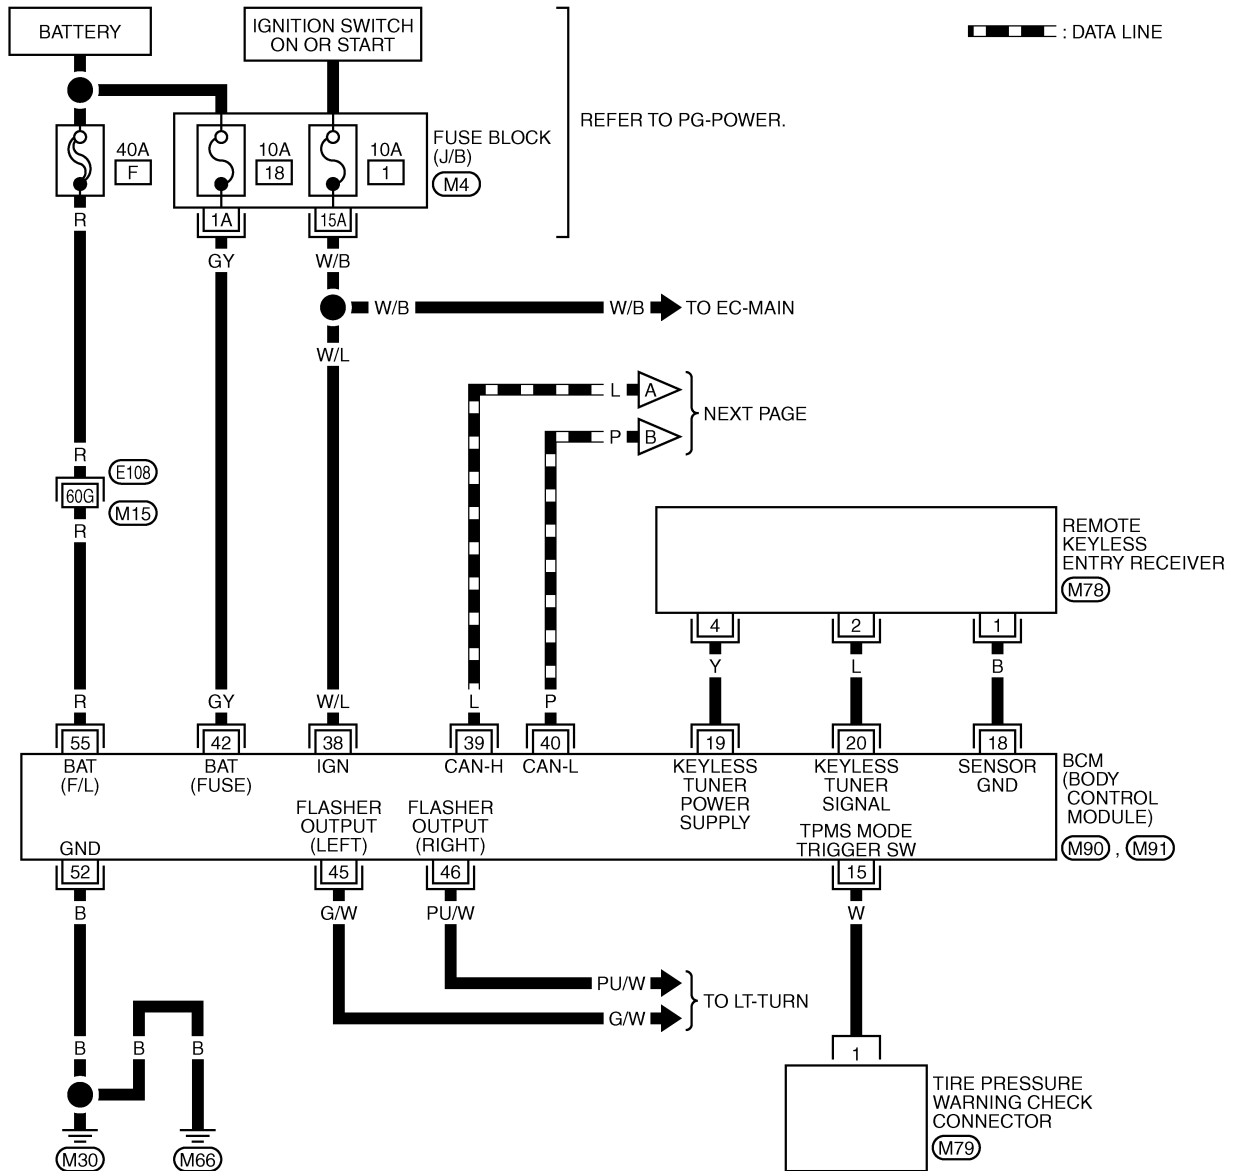 BATTERY
IGNITION SWITCH
ON OR START
: DATA LINE
REFER TO PG-POWER.
40A
F
10A
18
10A
1
FUSE BLOCK
(J/B)
M4
1A
15A
R
GY
W/B
W/B
W/B
TO EC-MAIN
W/L
L
A
P
B
NEXT PAGE
R
E108
60G
M15
R
REMOTE
KEYLESS
ENTRY RECEIVER
M78
4
2
1
Y
L
B
R
GY
W/L
L
P
55
42
38
39
40
19
20
18
BAT
(F/L)
BAT
(FUSE)
IGN
CAN-H
CAN-L
KEYLESS
TUNER
POWER
SUPPLY
KEYLESS
TUNER
SIGNAL
SENSOR
GND
BCM
(BODY
CONTROL
MODULE)
M90 , M91
FLASHER
OUTPUT
(LEFT)
FLASHER
OUTPUT
(RIGHT)
TPMS MODE
TRIGGER SW
GND
52
45
46
15
B
G/W
PU/W
W
PU/W
G/W
TO LT-TURN
B
B
B
1
TIRE PRESSURE
WARNING CHECK
CONNECTOR
M79
M30
M66